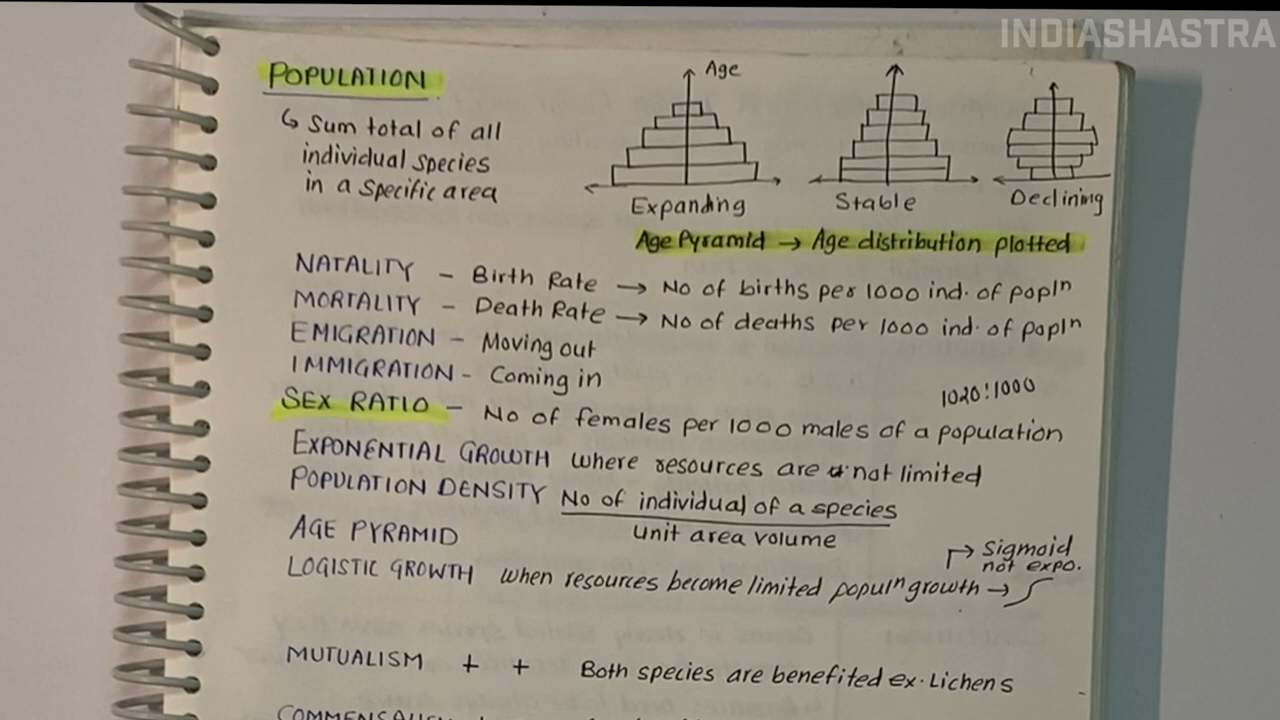 INDIASHASTRA
POPULATION
↳ Sum total of all
individual species
in a specific area
Age
Expanding
Stable
Declining
Age Pyramid → Age distribution plotted
NATALITY - Birth Rate → No of births per 1000 ind. of popln
MORTALITY - Death Rate → No of deaths per 1000 ind. of popln
EMIGRATION - Moving out
IMMIGRATION - Coming in
1020:1000
SEX RATIO - No of females per 1000 males of a population
EXPONENTIAL GROWTH where resources are not limited
POPULATION DENSITY No of individual of a species
unit area volume
AGE PYRAMID
→ Sigmoid
not expo.
LOGISTIC GROWTH when resources become limited populn growth →
MUTUALISM + + Both species are benefited ex. Lichens